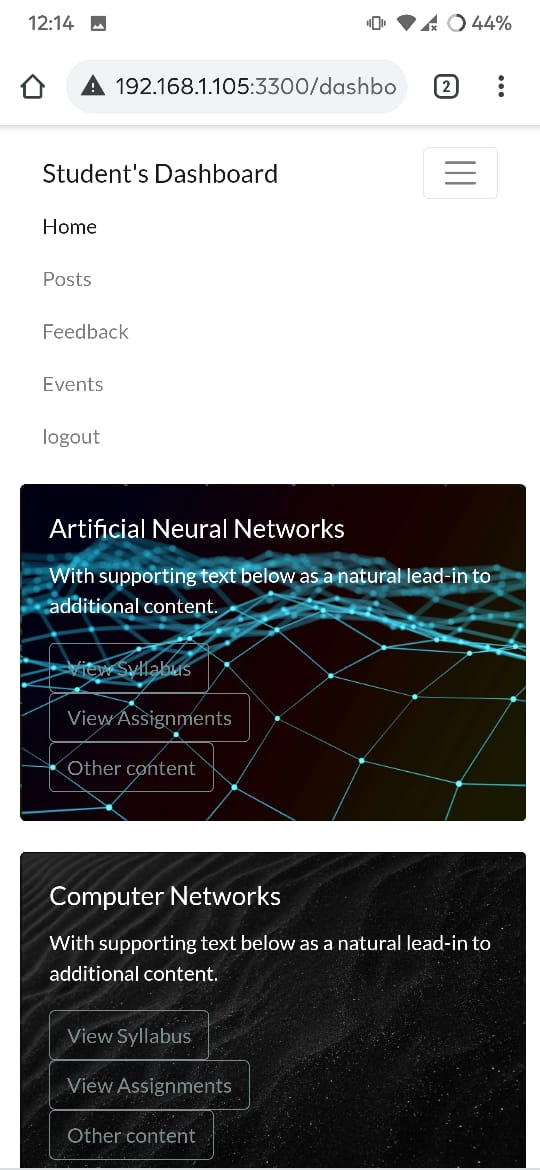 12:14
44%
192.168.1.105:3300/dashbo
2
Student's Dashboard
Home
Posts
Feedback
Events
logout
Artificial Neural Networks
With supporting text below as a natural lead-in to
additional content.
View Syllabus
View Assignments
Other content
Computer Networks
With supporting text below as a natural lead-in to
additional content.
View Syllabus
View Assignments
Other content